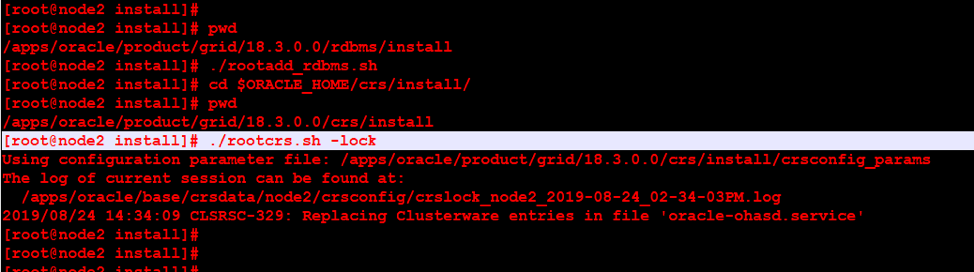 [root@node2 install]#
[root@node2 install]# pwd
/apps/oracle/product/grid/18.3.0.0/rdbms/install
[root@node2 install]# ./rootadd_rdbms.sh
[root@node2 install]# cd $ORACLE_HOME/crs/install/
[root@node2 install]# pwd
/apps/oracle/product/grid/18.3.0.0/crs/install
[root@node2 install]# ./rootcrs.sh -lock
Using configuration parameter file: /apps/oracle/product/grid/18.3.0.0/crs/install/crsconfig_params
The log of current session can be found at:
  /apps/oracle/base/crsdata/node2/crsconfig/crslock_node2_2019-08-24_02-34-03PM.log
2019/08/24 14:34:09 CLSRSC-329: Replacing Clusterware entries in file 'oracle-ohasd.service'
[root@node2 install]#
[root@node2 install]#
[root@node2 install]#